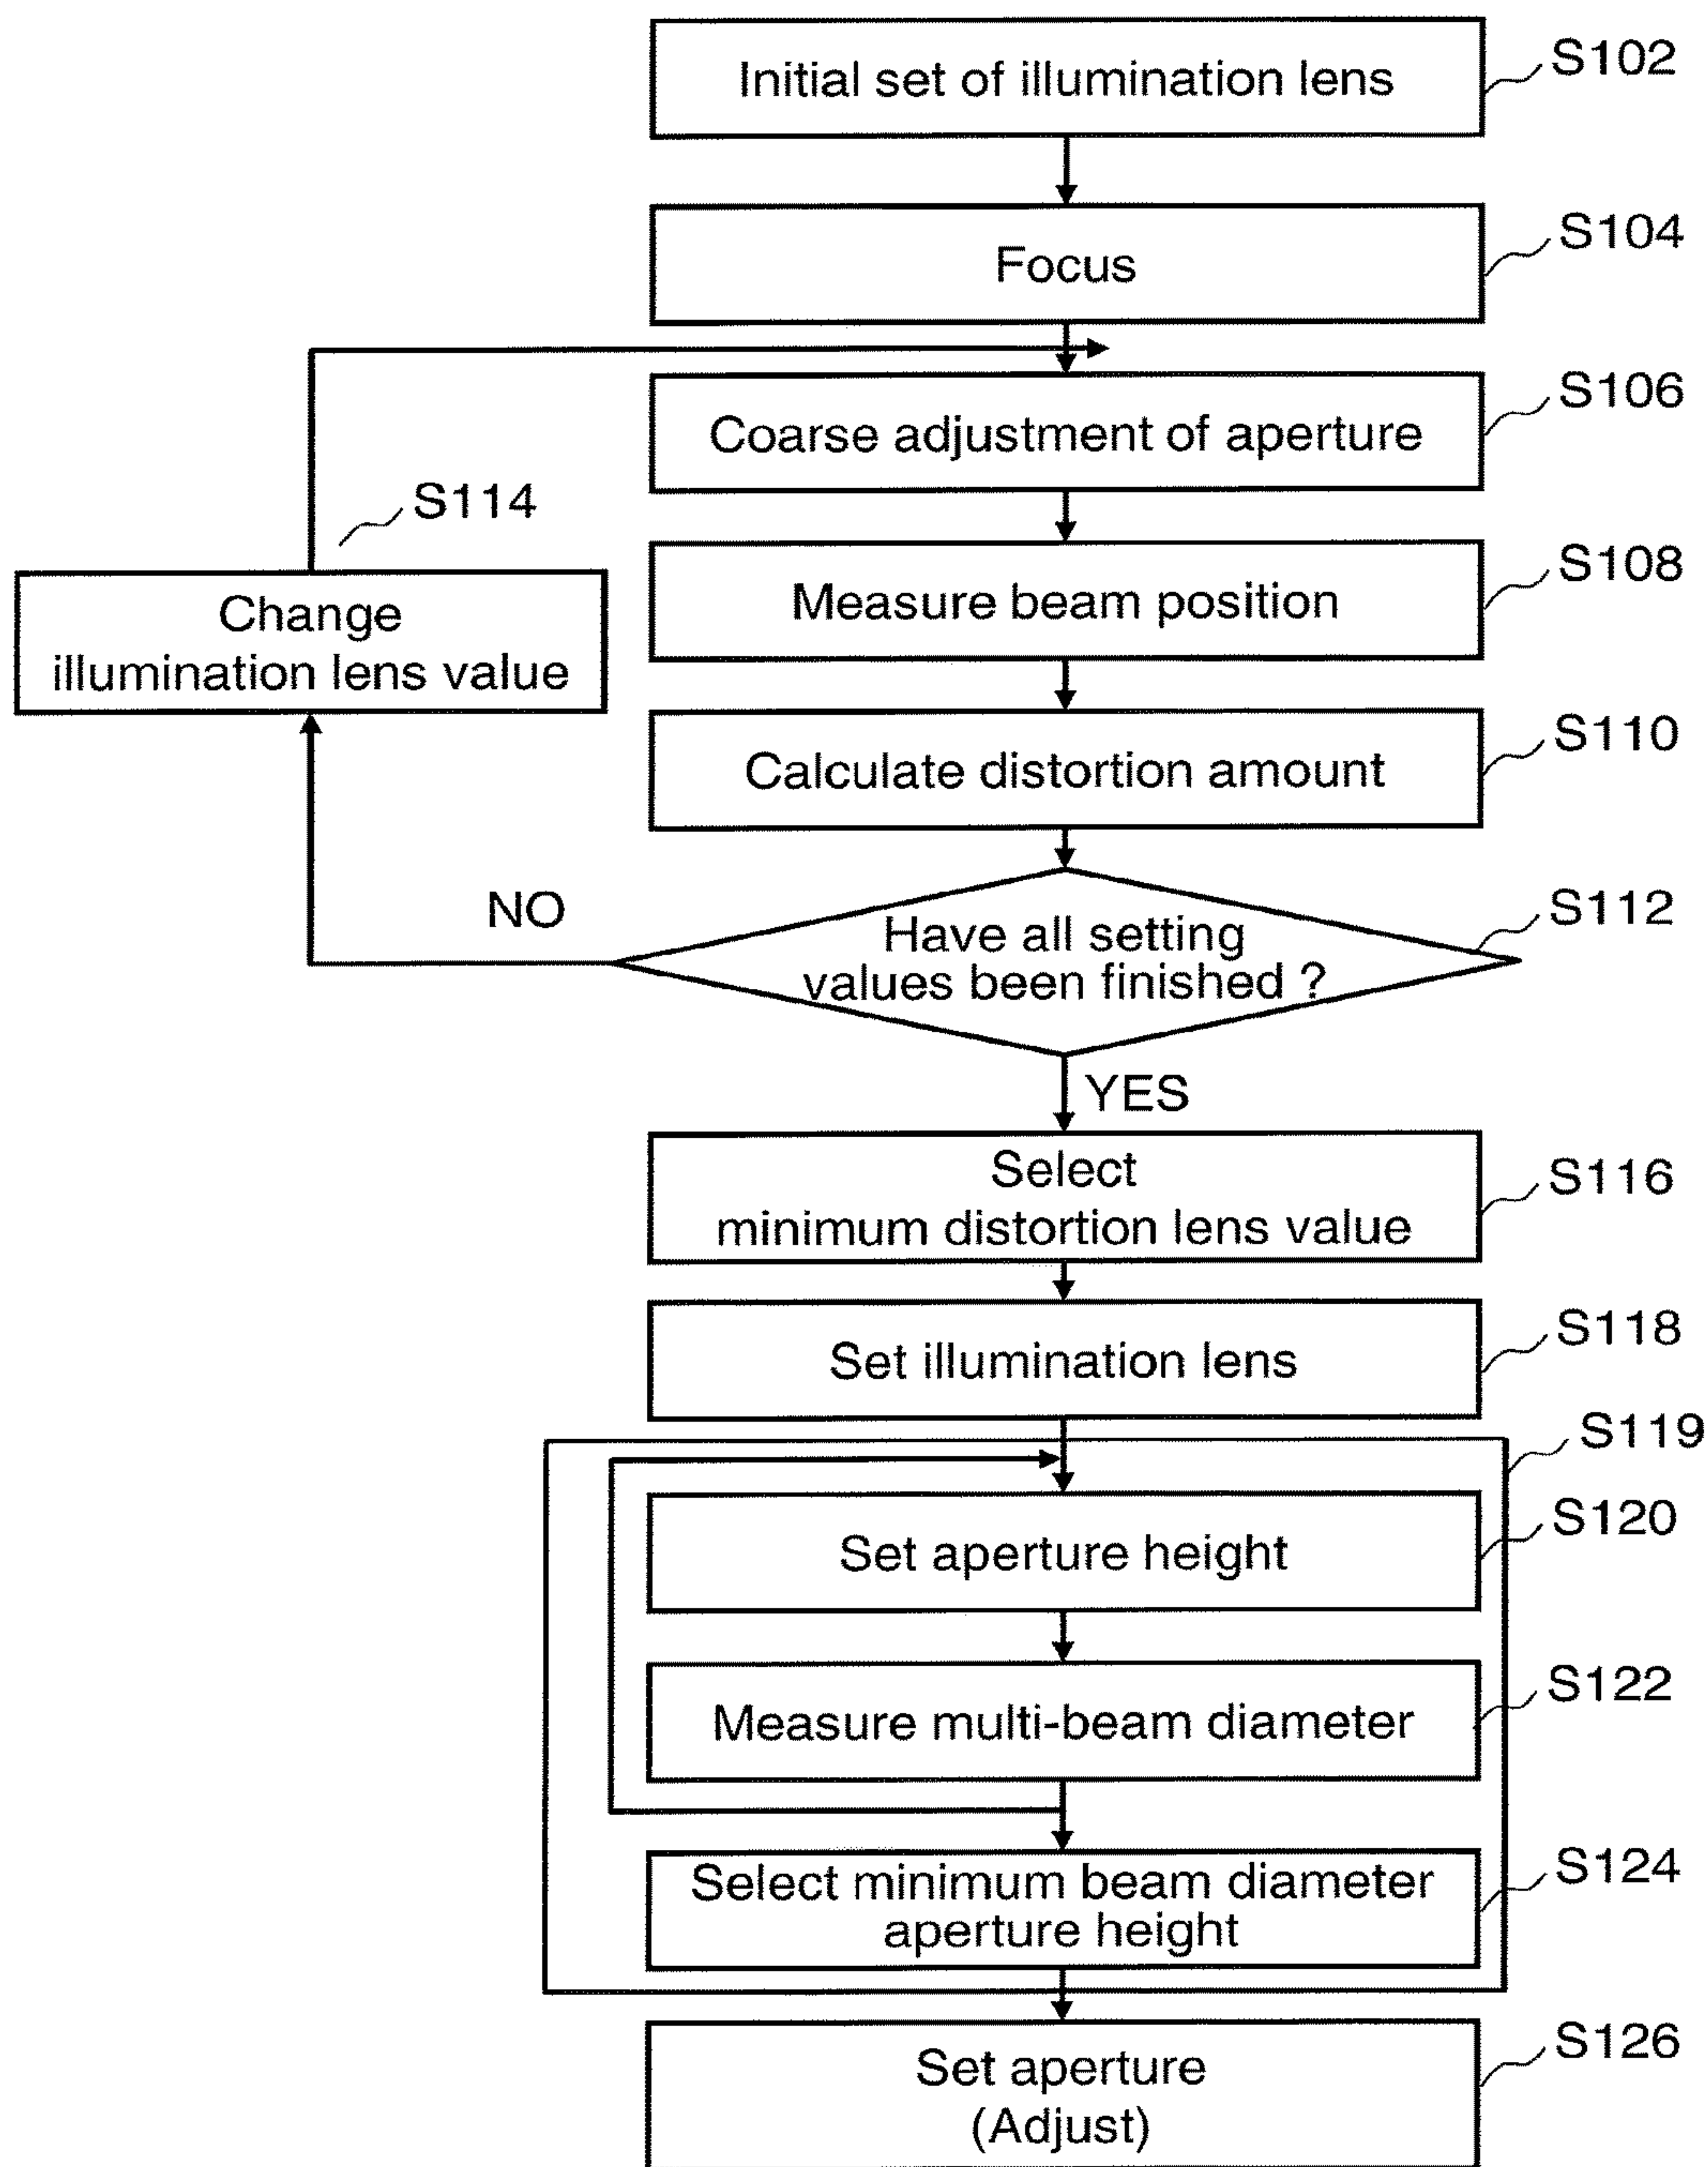 Initial set of illumination lens
S102
Focus
S104
Coarse adjustment of aperture
S106
S114
Change
illumination lens value
Measure beam position
S108
Calculate distortion amount
S110
NO
Have all setting
values been finished ?
S112
YES
Select
minimum distortion lens value
S116
Set illumination lens
S118
S119
Set aperture height
S120
Measure multi-beam diameter
S122
Select minimum beam diameter
aperture height
S124
Set aperture
(Adjust)
S126